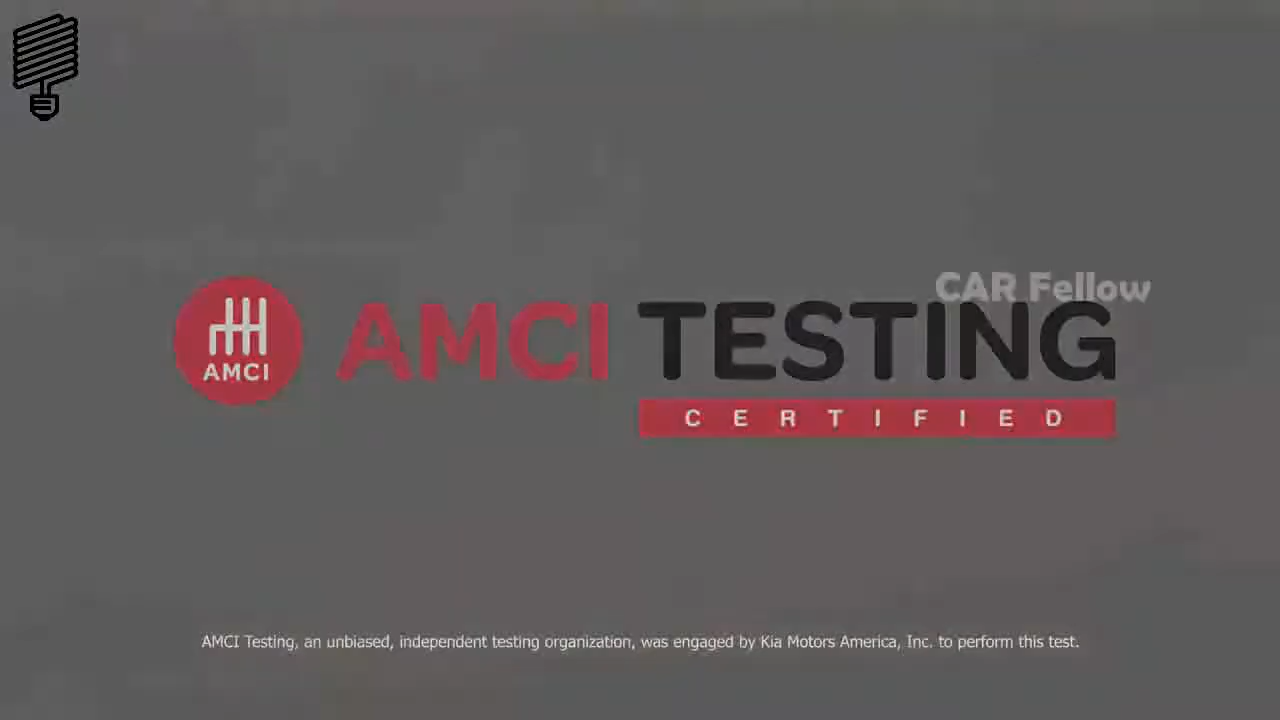 CAR Fellow
AMCI
AMCI TESTING
CERTIFIED
AMCI Testing, an unbiased, independent testing organization, was engaged by Kia Motors America, Inc. to perform this test.